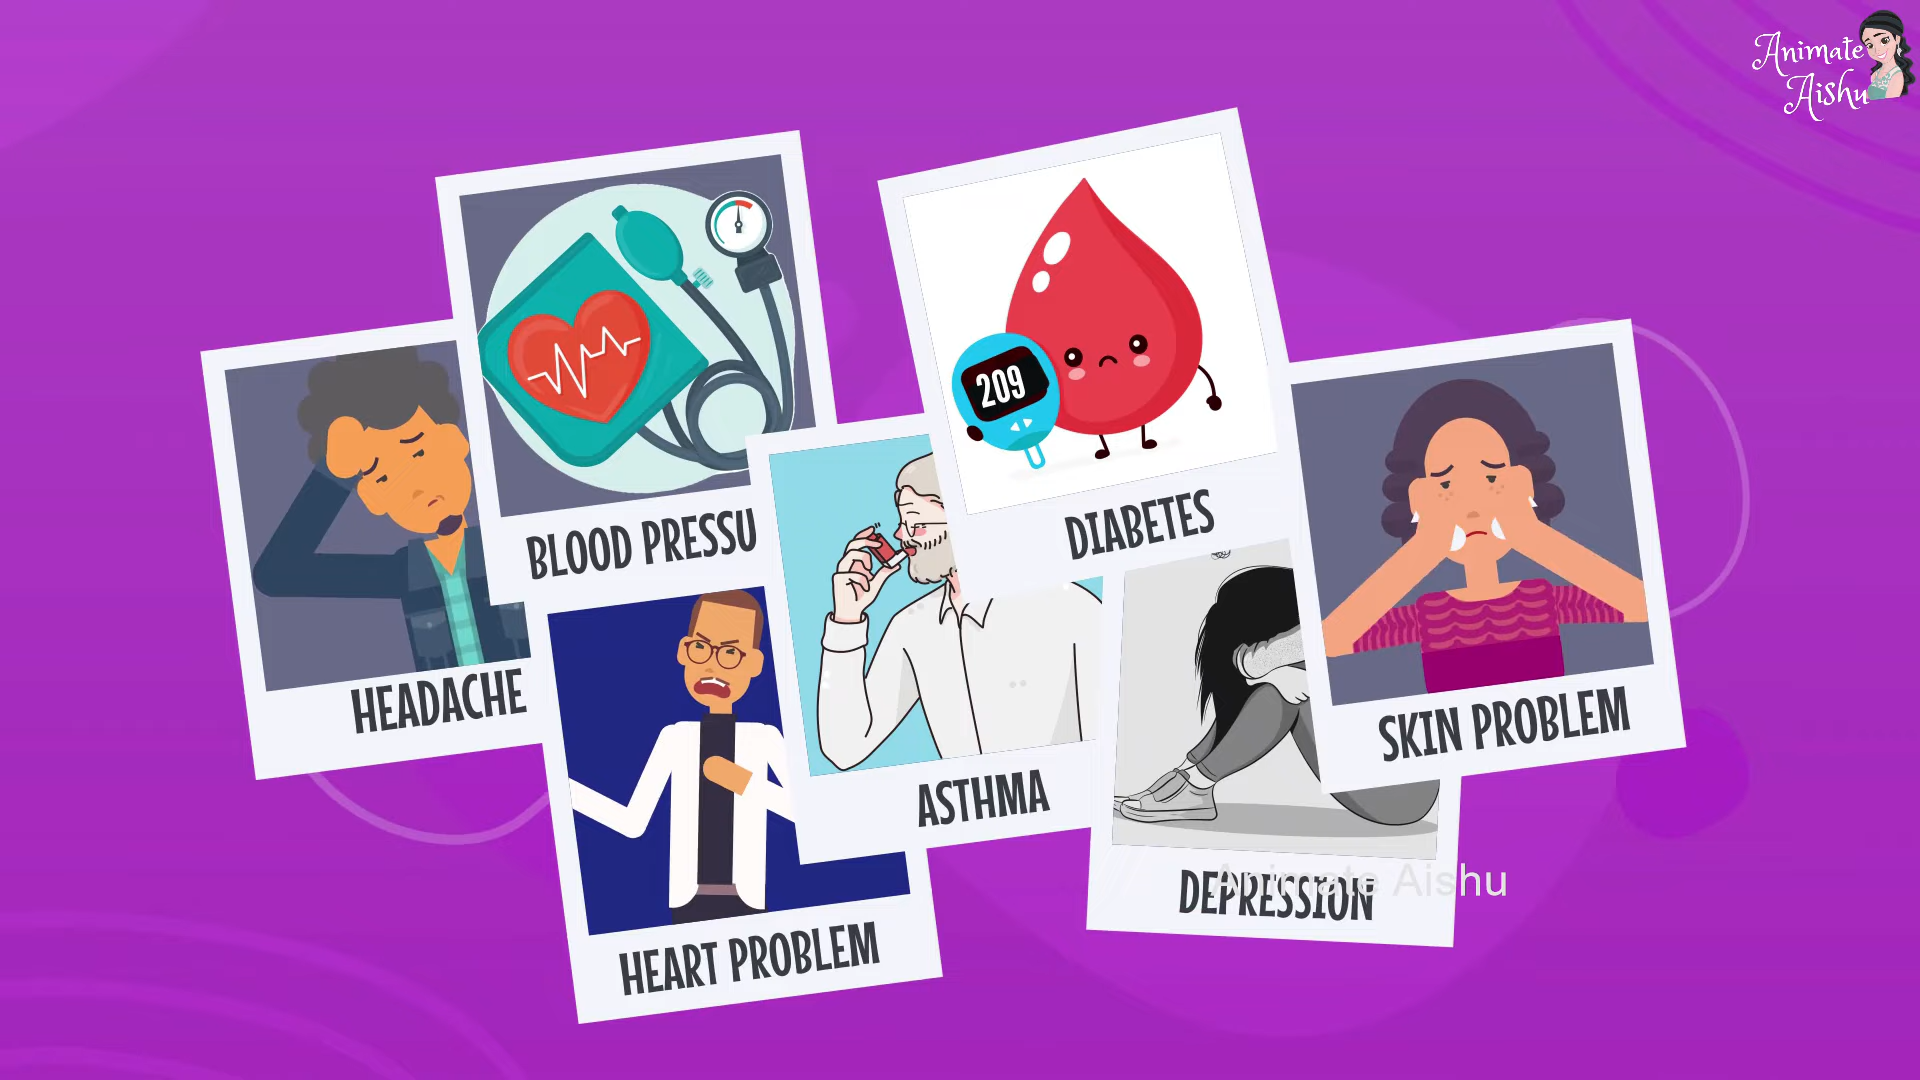 Animate
Aishu
209
BLOOD PRESSU
DIABETES
HEADACHE
SKIN PROBLEM
ASTHMA
DEPRESSION
Animate Aishu
HEART PROBLEM